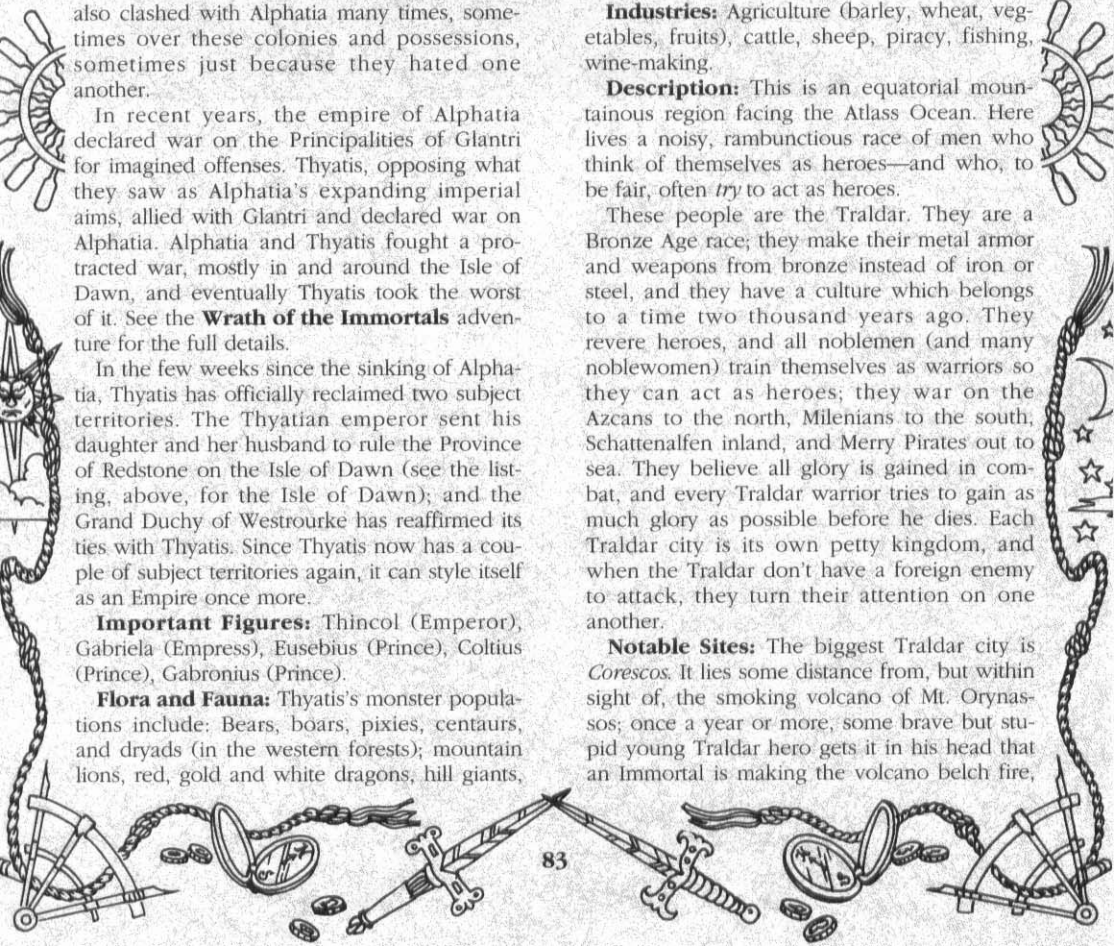 also clashed with Alphatia many times, some-
times over these colonies and possessions,
sometimes just because they hated one
another.
In recent years, the empire of Alphatia
declared war on the Principalities of Glantri
for imagined offenses. Thyatis, opposing what
they saw as Alphatia's expanding imperial
aims, allied with Glantri and declared war on
Alphatia. Alphatia and Thyatis fought a pro-
tracted war, mostly in and around the Isle of
Dawn, and eventually Thyatis took the worst
of it. See the Wrath of the Immortals adven-
ture for the full details.
In the few weeks since the sinking of Alpha-
tia, Thyatis has officially reclaimed two subject
territories. The Thyatian emperor sent his
daughter and her husband to rule the Province
of Redstone on the Isle of Dawn (see the list-
ing, above, for the Isle of Dawn); and the
Grand Duchy of Westrourke has reaffirmed its
ties with Thyatis. Since Thyatis now has a cou-
ple of subject territories again, it can style itself
as an Empire once more.
Important Figures: Thincol (Emperor),
Gabriela (Empress), Eusebius (Prince), Coltius
(Prince), Gabronius (Prince).
Flora and Fauna: Thyatis's monster popula-
tions include: Bears, boars, pixies, centaurs,
and dryads (in the western forests); mountain
lions, red, gold and white dragons, hill giants,
Industries: Agriculture (barley, wheat, veg-
etables, fruits), cattle, sheep, piracy, fishing,
wine-making.
Description: This is an equatorial moun-
tainous region facing the Atlass Ocean. Here
lives a noisy, rambunctious race of men who
think of themselves as heroes—and who, to
be fair, often try to act as heroes.
These people are the Traldar. They are a
Bronze Age race; they make their metal armor
and weapons from bronze instead of iron or
steel, and they have a culture which belongs
to a time two thousand years ago. They
revere heroes, and all noblemen (and many
noblewomen) train themselves as warriors so
they can act as heroes; they war on the
Azcans to the north, Milenians to the south,
Schattenalfen inland, and Merry Pirates out to
sea. They believe all glory is gained in com-
bat, and every Traldar warrior tries to gain as
much glory as possible before he dies. Each
Traldar city is its own petty kingdom, and
when the Traldar don't have a foreign enemy
to attack, they turn their attention on one
another.
Notable Sites: The biggest Traldar city is
Corescos. It lies some distance from, but within
sight of, the smoking volcano of Mt. Orynas-
sos; once a year or more, some brave but stu-
pid young Traldar hero gets it in his head that
an Immortal is making the volcano belch fire,
83